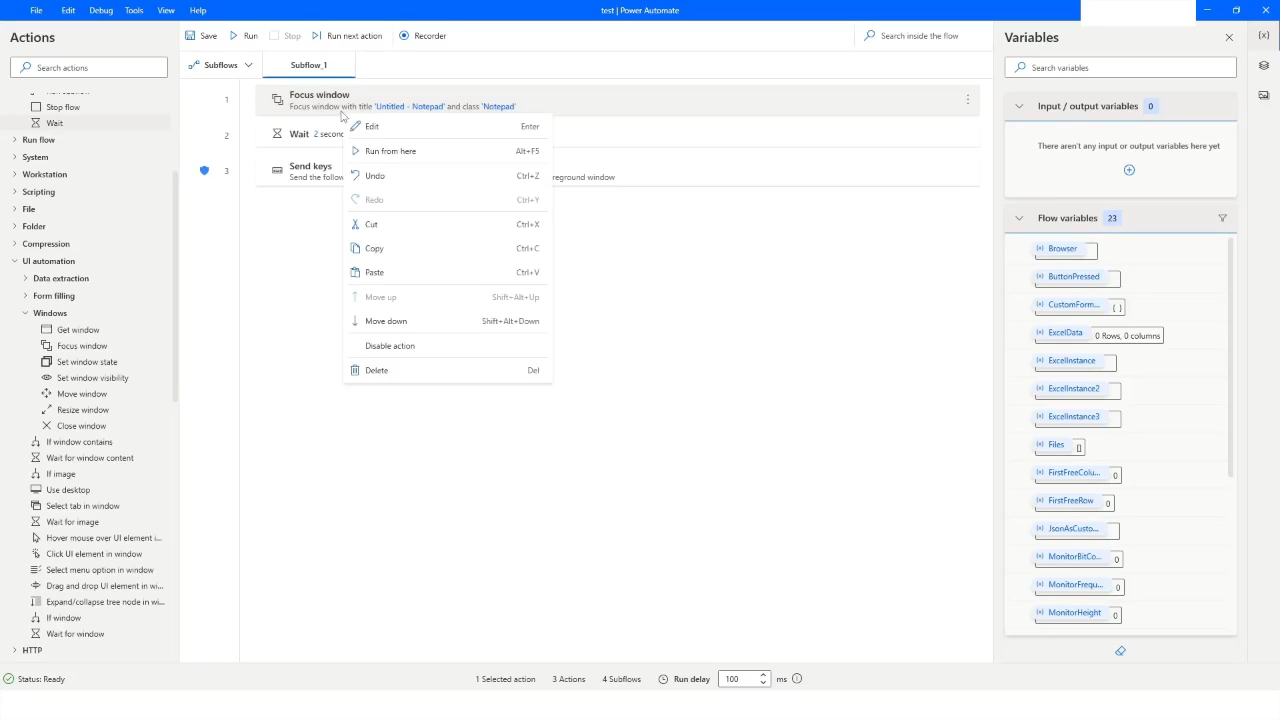 File Edit Debug Tools View Help
test | Power Automate
Actions
Search actions
Stop flow
Wait
Run flow
System
Workstation
Scripting
File
Folder
Compression
UI automation
Data extraction
Form filling
Windows
Get window
Focus window
Set window state
Set window visibility
Move window
Resize window
Close window
If window contains
Wait for window content
If image
Use desktop
Select tab in window
Wait for image
Hover mouse over UI element i...
Click UI element in window
Select menu option in window
Drag and drop UI element in wi...
Expand/collapse tree node in wi...
If window
Wait for window
HTTP
Save Run Stop Run next action Recorder
Search inside the flow
Subflows Subflow_1
1 Focus window
Focus window with title 'Untitled - Notepad' and class 'Notepad'
2 Wait 2 second
3 Send keys
Send the follow
reground window
Edit Enter
Run from here Alt+F5
Undo Ctrl+Z
Redo Ctrl+Y
Cut Ctrl+X
Copy Ctrl+C
Paste Ctrl+V
Move up Shift+Alt+Up
Move down Shift+Alt+Down
Disable action
Delete Del
Variables
{x}
Search variables
Input / output variables 0
There aren't any input or output variables here yet
Flow variables 23
Browser
ButtonPressed
CustomForm... { }
ExcelData 0 Rows, 0 columns
ExcelInstance
ExcelInstance2
ExcelInstance3
Files []
FirstFreeColu... 0
FirstFreeRow 0
JsonAsCusto...
MonitorBitCo... 0
MonitorFrequ... 0
MonitorHeight 0
Status: Ready
1 Selected action 3 Actions 4 Subflows Run delay 100 ms